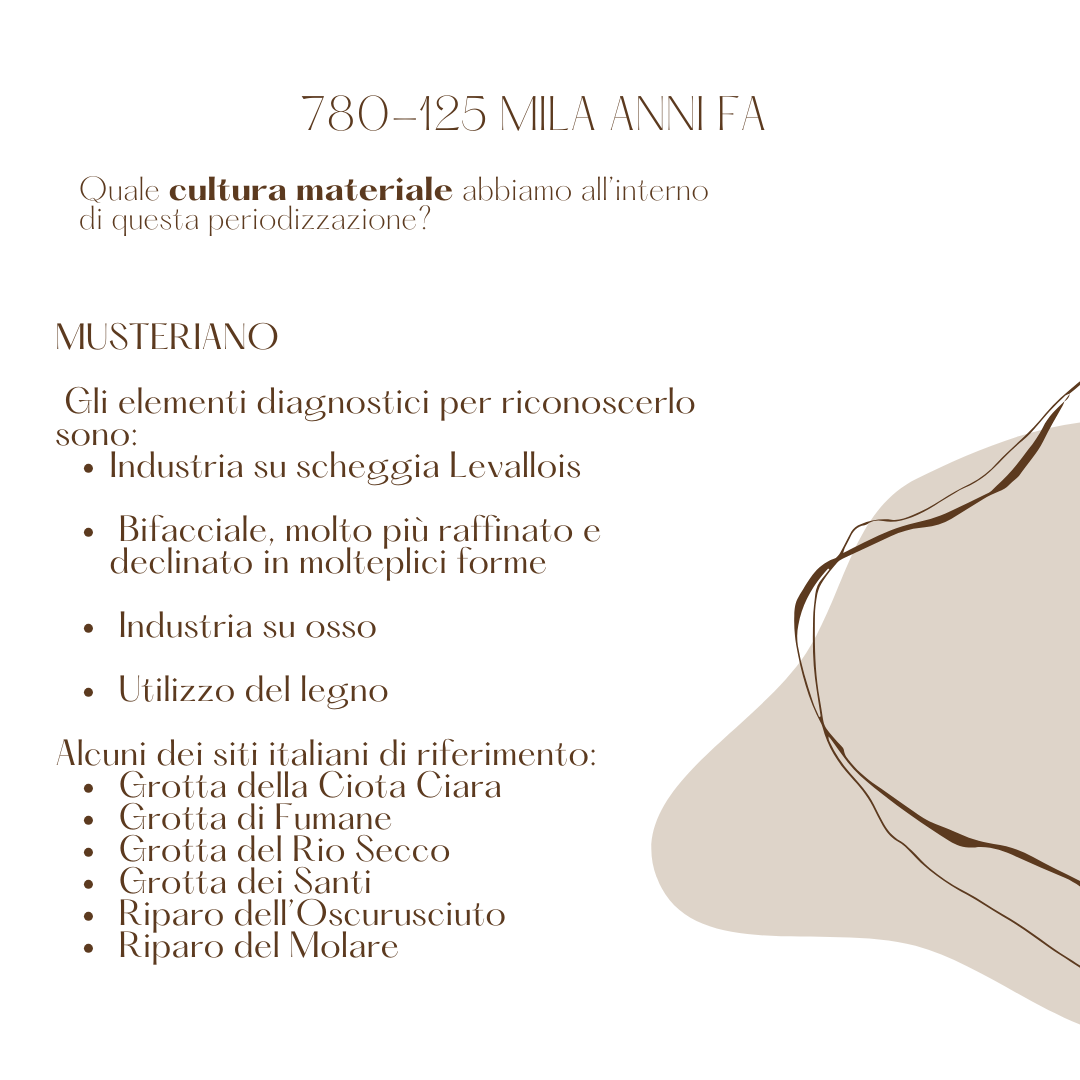 780-125 MILA ANNI FA
Quale cultura materiale abbiamo all'interno
di questa periodizzazione?
MUSTERIANO
Gli elementi diagnostici per riconoscerlo
sono:
• Industria su scheggia Levallois
• Bifacciale, molto più raffinato e
declinato in molteplici forme
• Industria su osso
• Utilizzo del legno
Alcuni dei siti italiani di riferimento:
• Grotta della Ciota Ciara
• Grotta di Fumane
• Grotta del Rio Secco
• Grotta dei Santi
• Riparo dell'Oscurusciuto
• Riparo del Molare